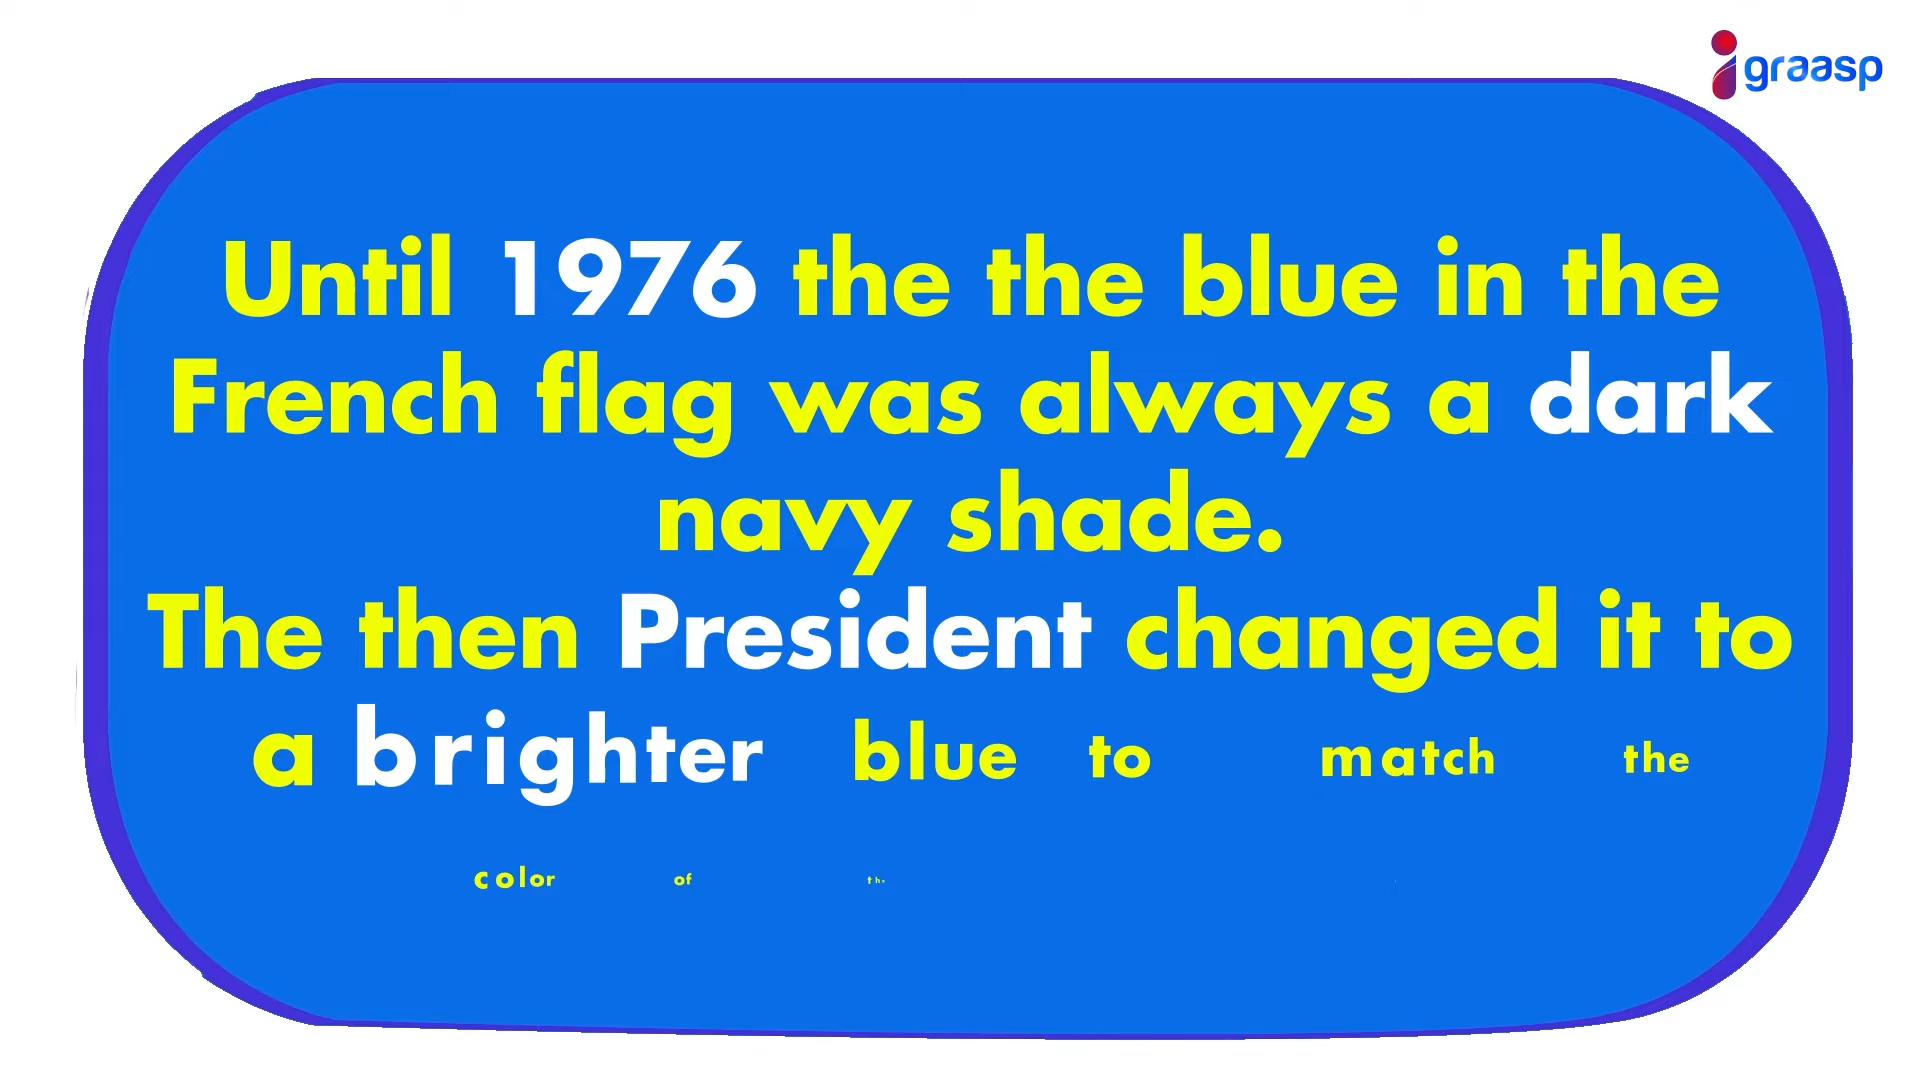 graasp
Until 1976 the the blue in the
French flag was always a dark
navy shade.
The then President changed it to
a brighter blue to match the
color of the